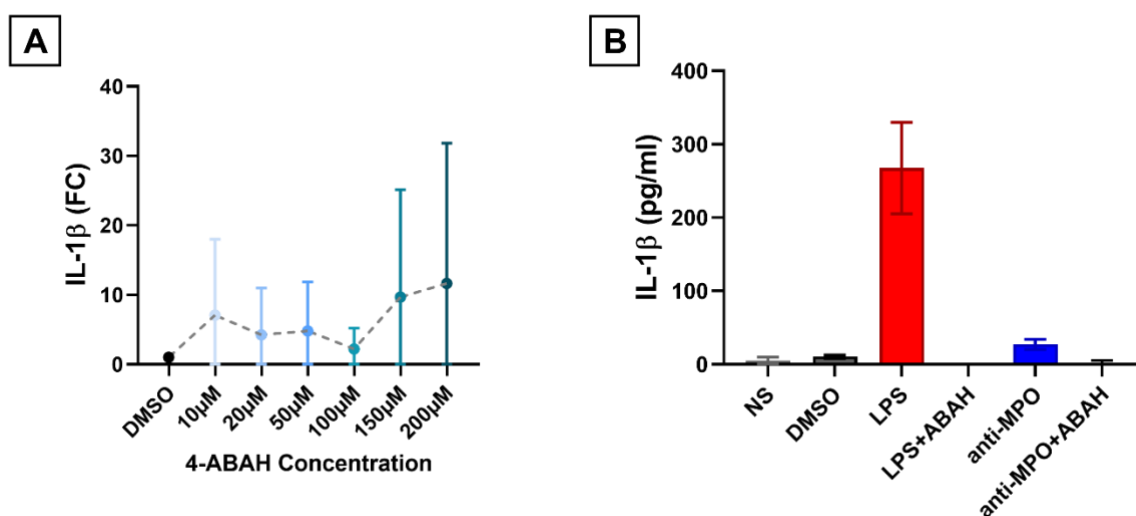 A
IL-1β (FC)
40
30
20
10
0
DMSO
10µM
20µM
50µM
100µM
150µM
200µM
4-ABAH Concentration
B
IL-1β (pg/ml)
400
300
200
100
0
NS
DMSO
LPS
LPS+ABAH
anti-MPO
anti-MPO+ABAH